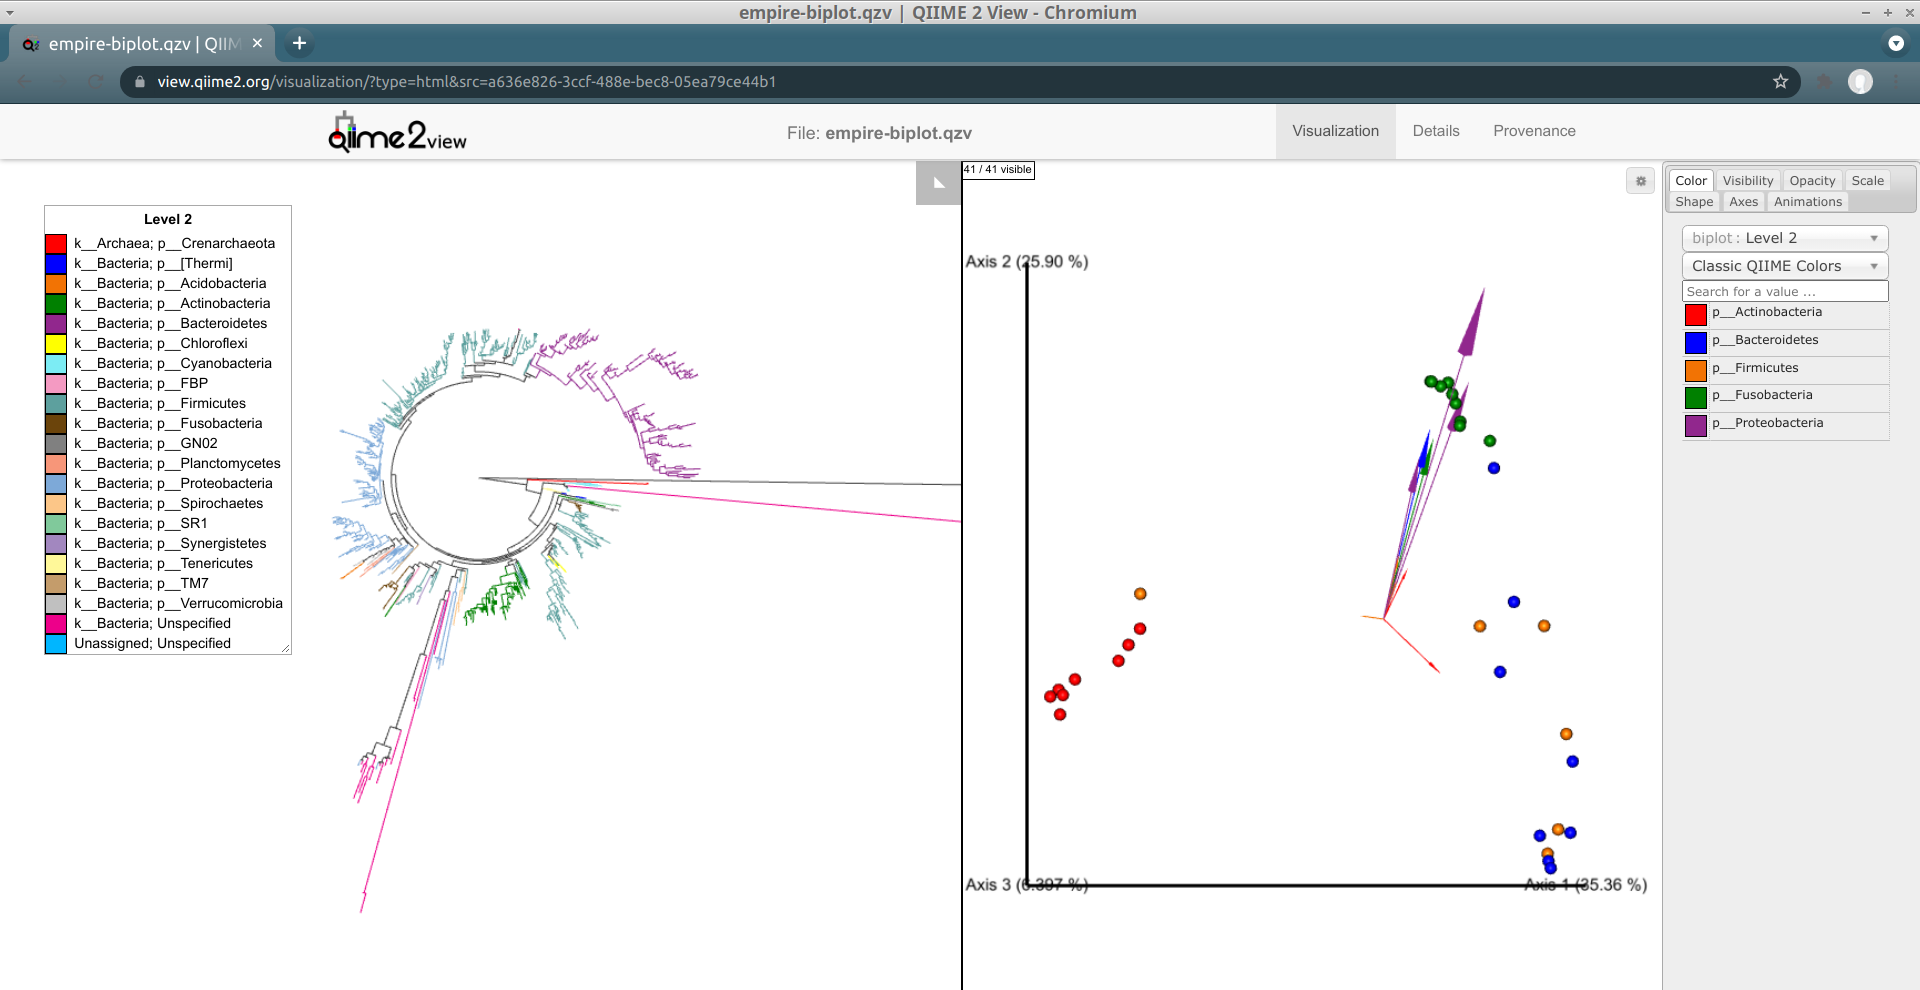 empire-biplot.qzv | QIIME 2 View - Chromium
empire-biplot.qzv | QIIM
view.qiime2.org/visualization/?type=html&src=a636e826-3ccf-488e-bec8-05ea79ce44b1
qiime2view
File: empire-biplot.qzv
Visualization
Details
Provenance
Level 2
k__Archaea; p__Crenarchaeota
k__Bacteria; p__[Thermi]
k__Bacteria; p__Acidobacteria
k__Bacteria; p__Actinobacteria
k__Bacteria; p__Bacteroidetes
k__Bacteria; p__Chloroflexi
k__Bacteria; p__Cyanobacteria
k__Bacteria; p__FBP
k__Bacteria; p__Firmicutes
k__Bacteria; p__Fusobacteria
k__Bacteria; p__GN02
k__Bacteria; p__Planctomycetes
k__Bacteria; p__Proteobacteria
k__Bacteria; p__Spirochaetes
k__Bacteria; p__SR1
k__Bacteria; p__Synergistetes
k__Bacteria; p__Tenericutes
k__Bacteria; p__TM7
k__Bacteria; p__Verrucomicrobia
k__Bacteria; Unspecified
Unassigned; Unspecified
41 / 41 visible
Axis 2 (25.90 %)
Axis 3 (6.397 %)
Axis 1 (35.36 %)
Color Visibility Opacity Scale
Shape Axes Animations
biplot : Level 2
Classic QIIME Colors
Search for a value ...
p__Actinobacteria
p__Bacteroidetes
p__Firmicutes
p__Fusobacteria
p__Proteobacteria